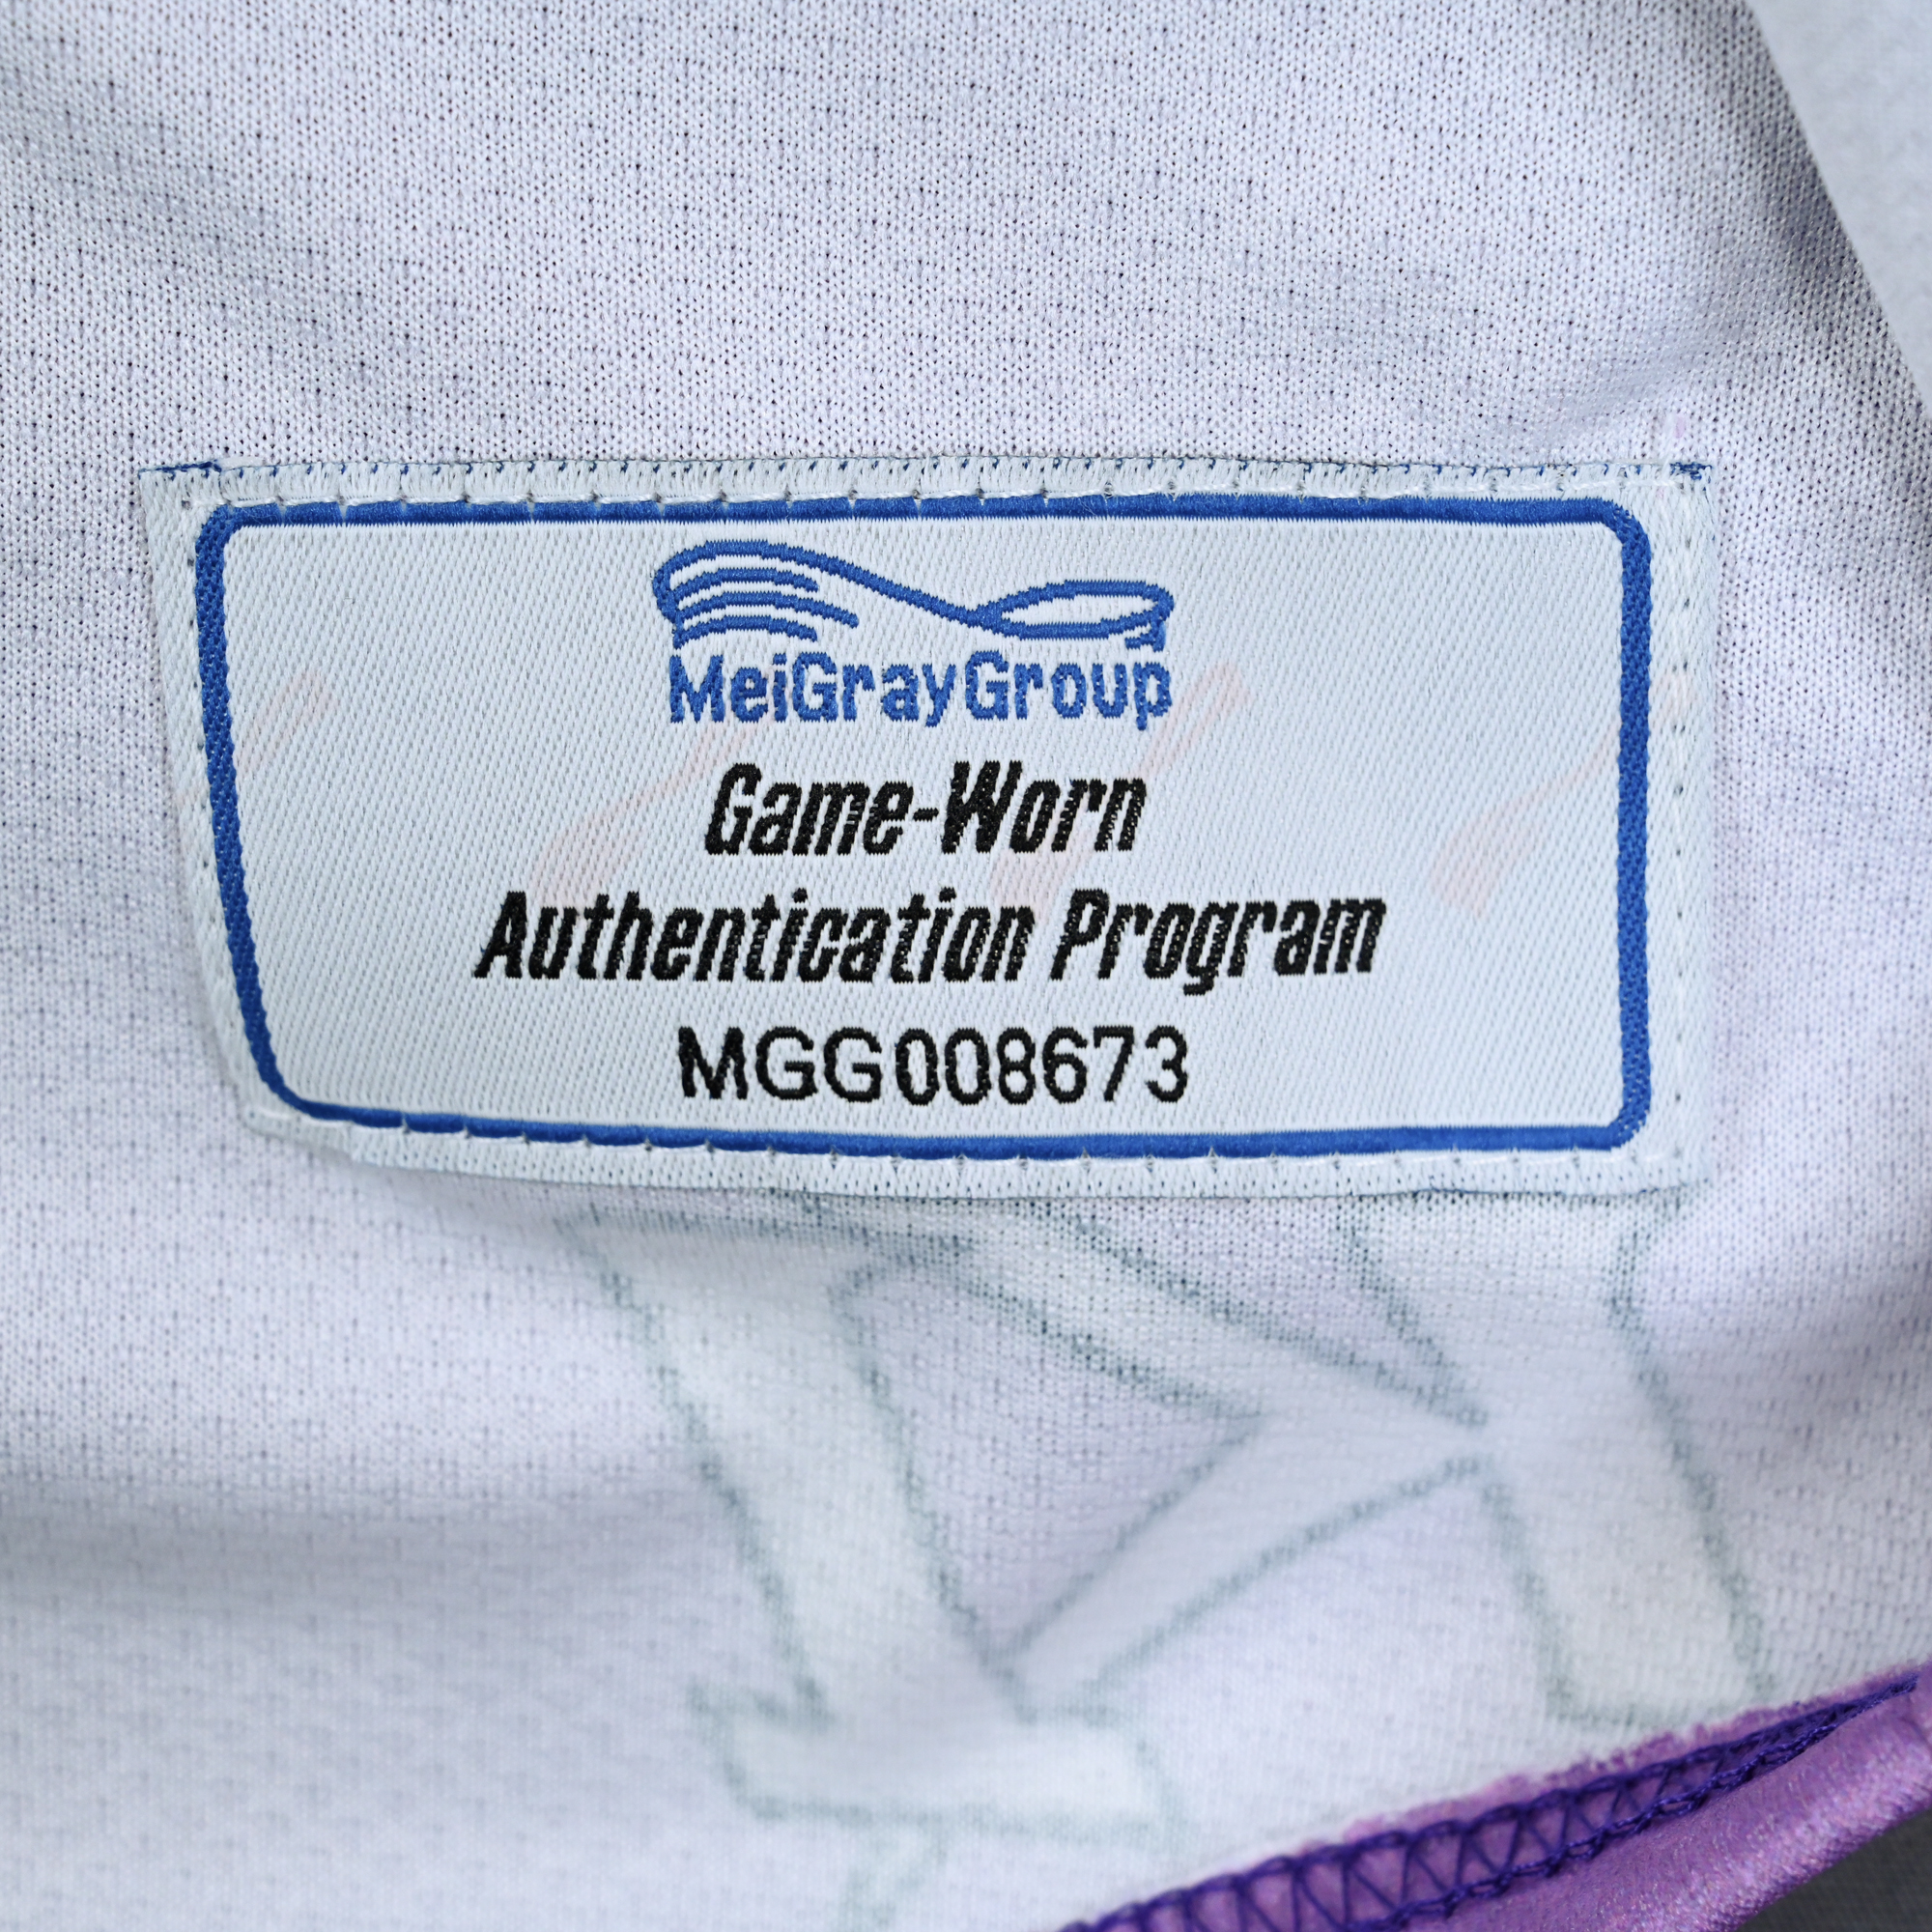 MeiGrayGroup
Game-Worn
Authentication Program
MGG008673